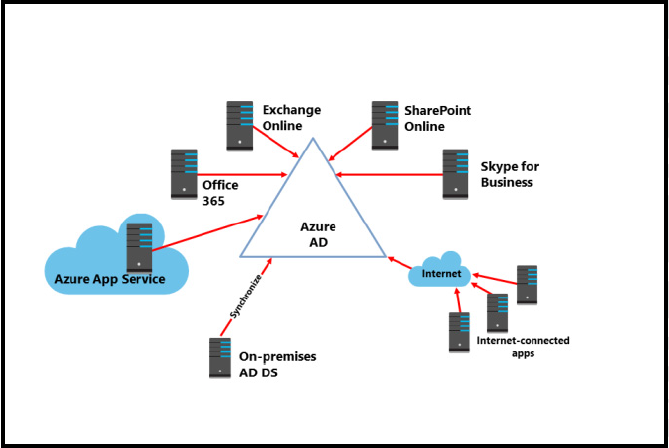 Exchange
Online
SharePoint
Online
Office
365
Skype for
Business
Azure
AD
Azure App Service
Internet
Synchronize
Internet-connected
apps
On-premises
AD DS